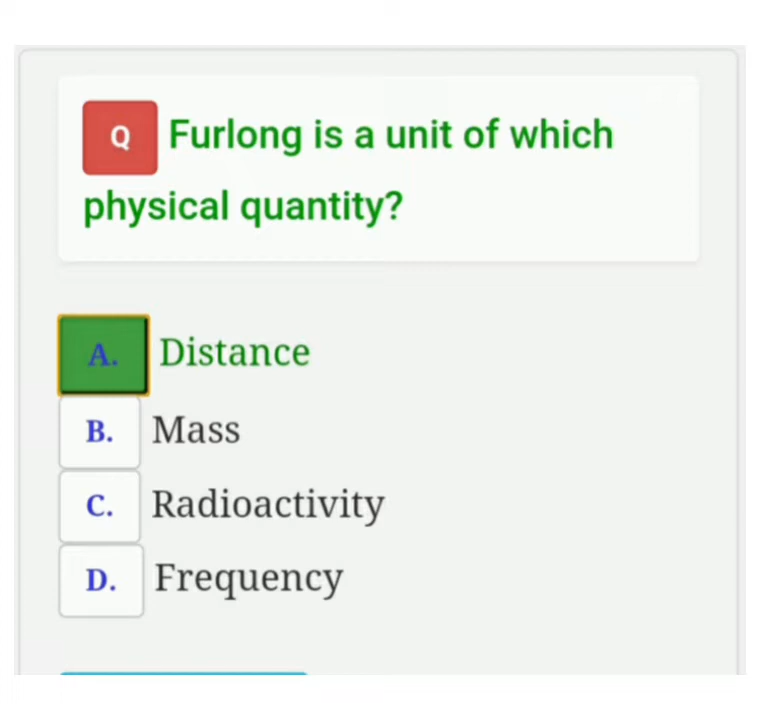 Q Furlong is a unit of which
physical quantity?
A. Distance
B. Mass
C. Radioactivity
D. Frequency